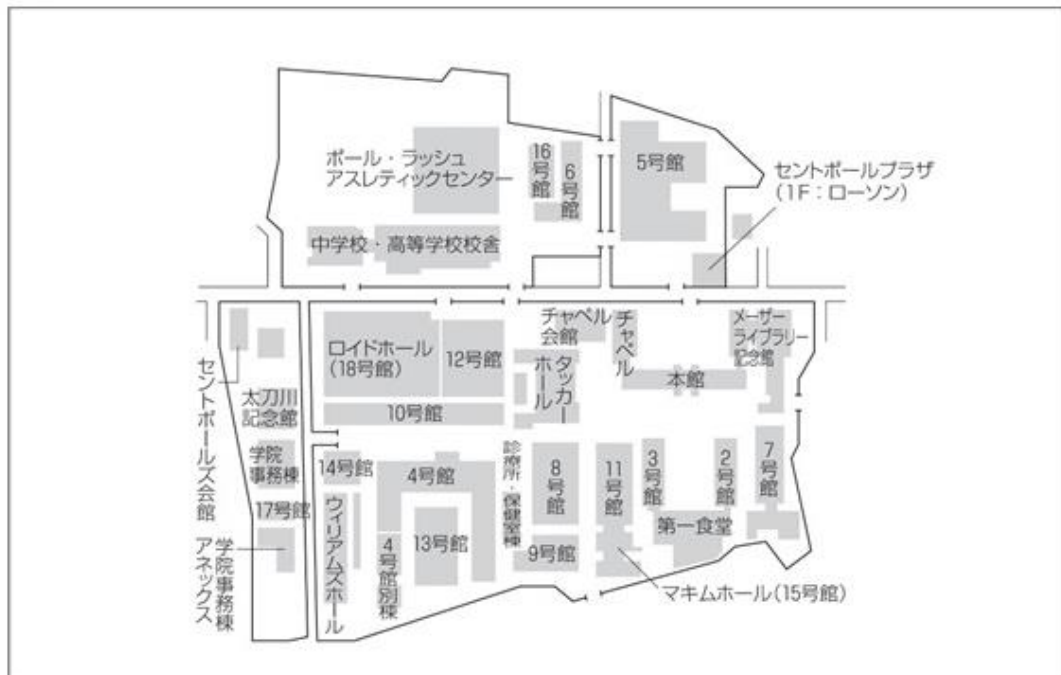 ポール・ラッシュ
アスレティックセンター
16号館
6号館
5号館
セントポールプラザ
(1F:ローソン)
中学校・高等学校校舎
ロイドホール
(18号館)
12号館
10号館
チャペル
会館
チャペル
タッカー
ホール
メーザー
ライブラリー
記念館
本館
セントポールズ会館
太刀川
記念館
学院
事務棟
17号館
学院事務棟
アネックス
14号館
ウィリアムズホール
4号館
4号館別棟
13号館
診療所・保健室棟
8号館
9号館
11号館
3号館
2号館
7号館
第一食堂
マキムホール(15号館)